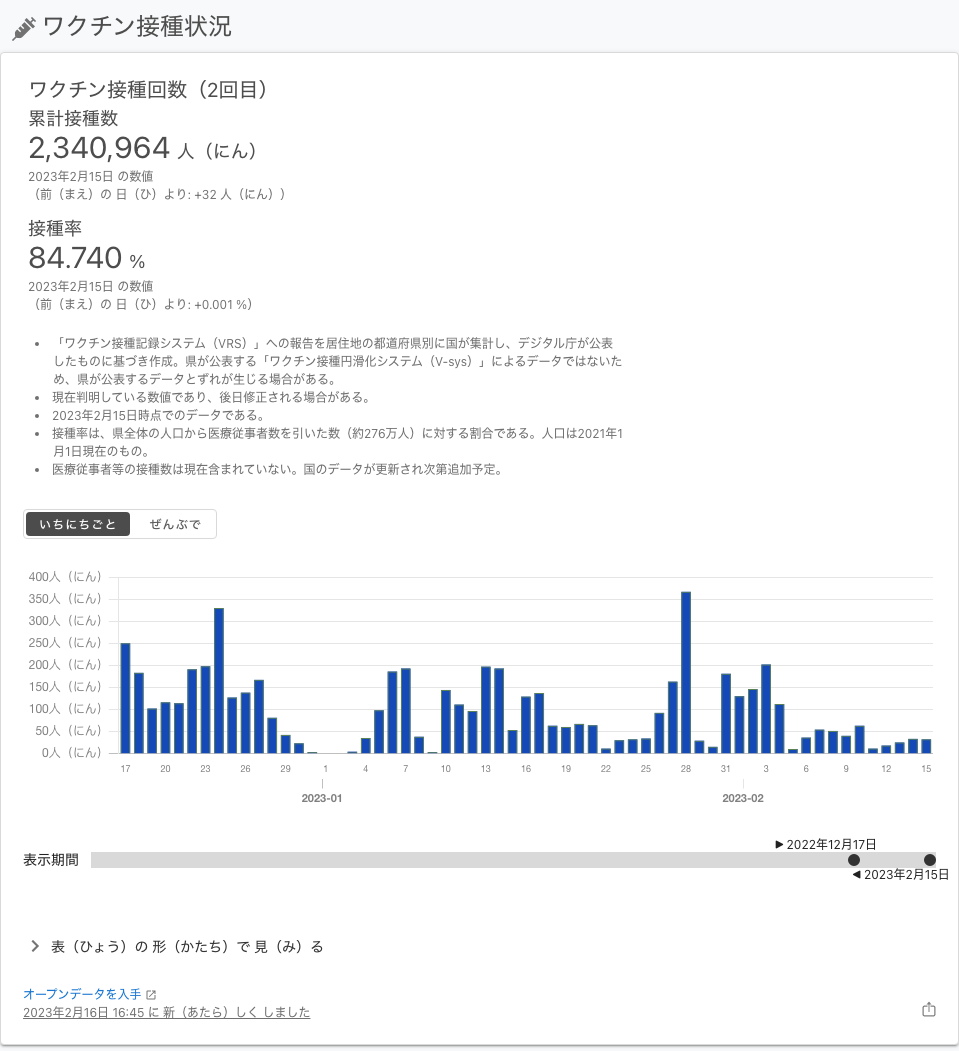 ワクチン接種状況
ワクチン接種回数（2回目）
累計接種数
2,340,964 人（にん）
2023年2月15日 の数値
（前（まえ）の 日（ひ）より: +32 人（にん））
接種率
84.740 %
2023年2月15日 の数値
（前（まえ）の 日（ひ）より: +0.001 %）
・ 「ワクチン接種記録システム（VRS）」への報告を居住地の都道府県別に国が集計し、デジタル庁が公表
したものに基づき作成。県が公表する「ワクチン接種円滑化システム（V-sys）」によるデータではないた
め、県が公表するデータとずれが生じる場合がある。
・ 現在判明している数値であり、後日修正される場合がある。
・ 2023年2月15日時点でのデータである。
・ 接種率は、県全体の人口から医療従事者数を引いた数（約276万人）に対する割合である。人口は2021年1
月1日現在のもの。
・ 医療従事者等の接種数は現在含まれていない。国のデータが更新され次第追加予定。
いちにちごと ぜんぶで
400人（にん）
350人（にん）
300人（にん）
250人（にん）
200人（にん）
150人（にん）
100人（にん）
50人（にん）
0人（にん）
17 20 23 26 29 1 4 7 10 13 16 19 22 25 28 31 3 6 9 12 15
2023-01 2023-02
▶ 2022年12月17日
表示期間
◀ 2023年2月15日
表（ひょう）の 形（かたち）で 見（み）る
オープンデータを入手
2023年2月16日 16:45 に 新（あたら）しく しました